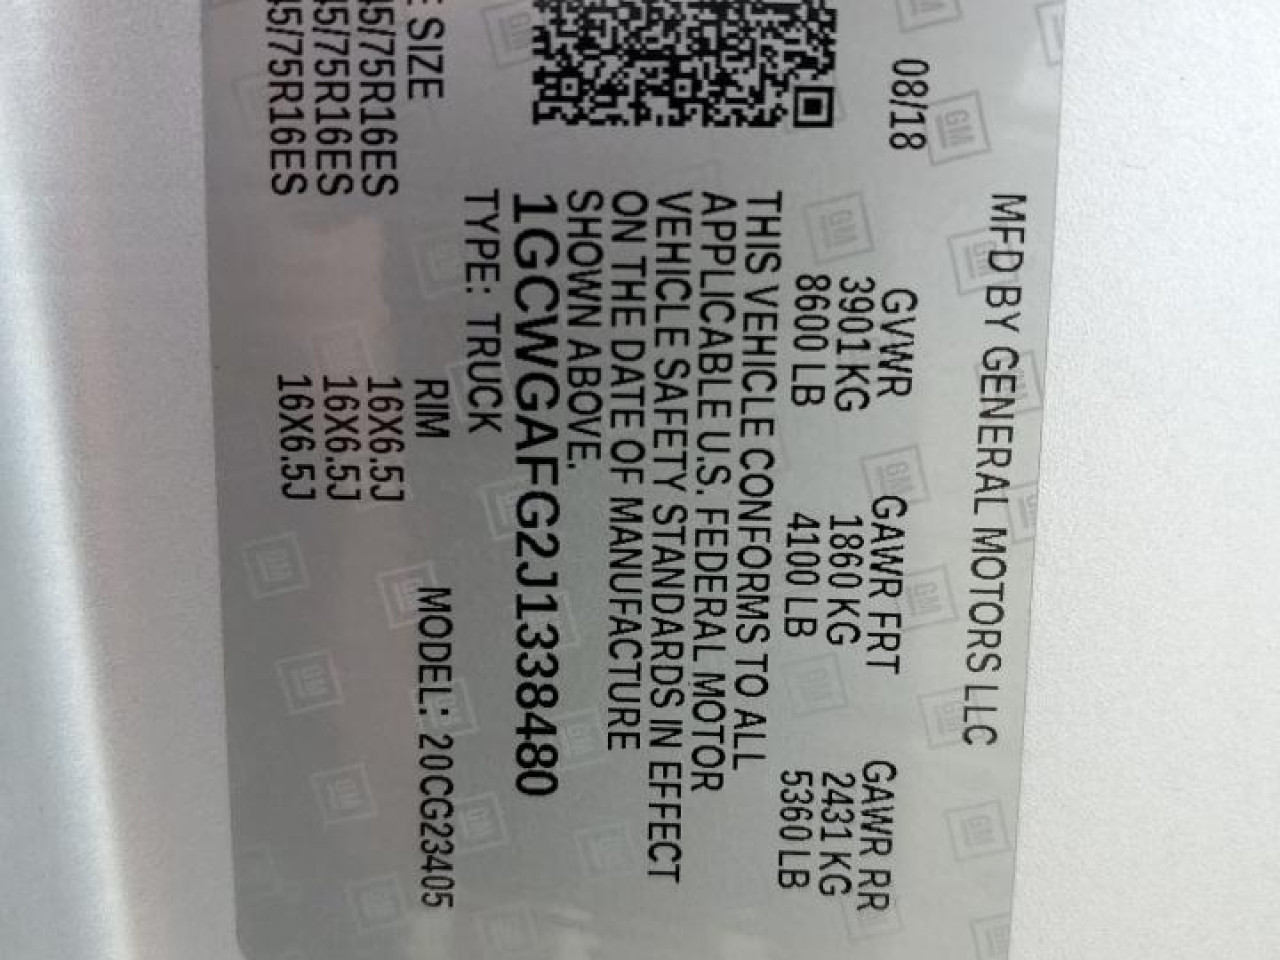 MFD BY GENERAL MOTORS LLC
08/18 GVWR GAWR FRT GAWR RR
3901 KG 1860 KG 2431 KG
8600 LB 4100 LB 5360 LB
THIS VEHICLE CONFORMS TO ALL
APPLICABLE U.S. FEDERAL MOTOR
VEHICLE SAFETY STANDARDS IN EFFECT
ON THE DATE OF MANUFACTURE
SHOWN ABOVE.
1GCWGAFG2J1338480
TYPE: TRUCK MODEL: 20CG23405
SIZE RIM
5/75R16ES 16X6.5J
5/75R16ES 16X6.5J
5/75R16ES 16X6.5J